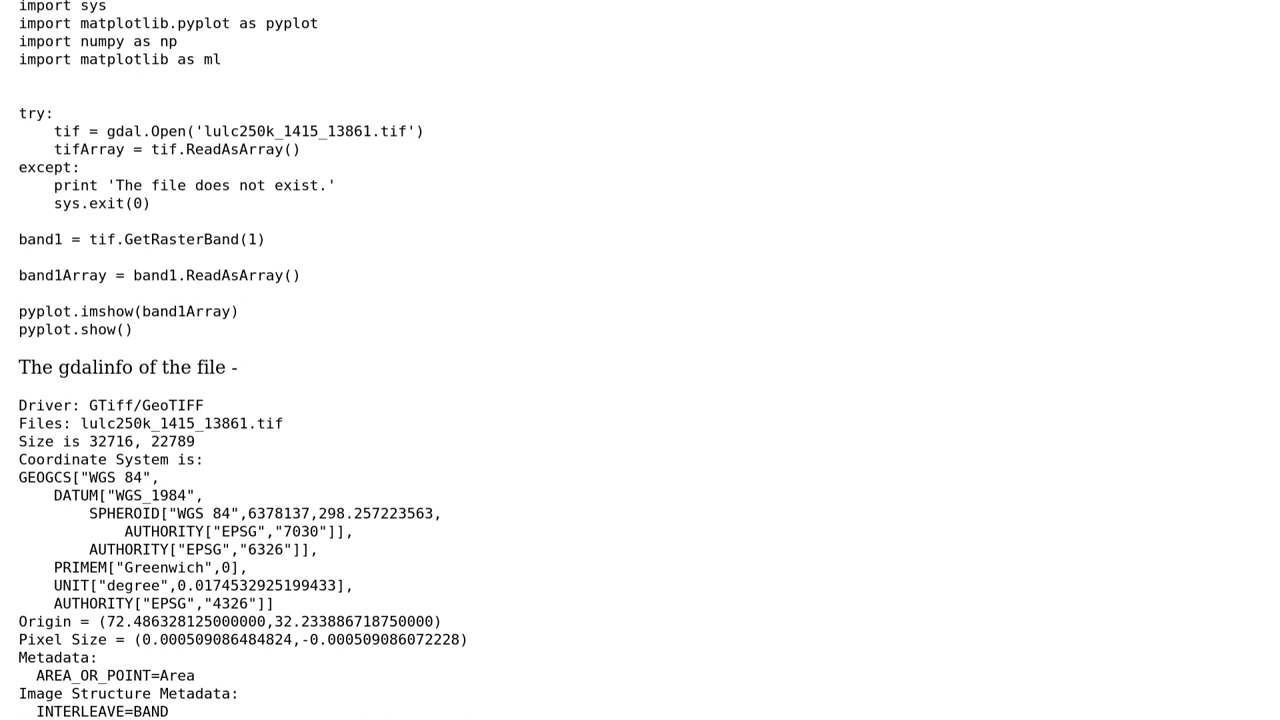 import sys
import matplotlib.pyplot as pyplot
import numpy as np
import matplotlib as ml
try:
    tif = gdal.Open('lulc250k_1415_13861.tif')
    tifArray = tif.ReadAsArray()
except:
    print 'The file does not exist.'
    sys.exit(0)
band1 = tif.GetRasterBand(1)
band1Array = band1.ReadAsArray()
pyplot.imshow(band1Array)
pyplot.show()
The gdalinfo of the file -
Driver: GTiff/GeoTIFF
Files: lulc250k_1415_13861.tif
Size is 32716, 22789
Coordinate System is:
GEOGCS["WGS 84",
    DATUM["WGS_1984",
        SPHEROID["WGS 84",6378137,298.257223563,
            AUTHORITY["EPSG","7030"]],
        AUTHORITY["EPSG","6326"]],
    PRIMEM["Greenwich",0],
    UNIT["degree",0.0174532925199433],
    AUTHORITY["EPSG","4326"]]
Origin = (72.486328125000000,32.233886718750000)
Pixel Size = (0.000509086484824,-0.000509086072228)
Metadata:
  AREA_OR_POINT=Area
Image Structure Metadata:
  INTERLEAVE=BAND